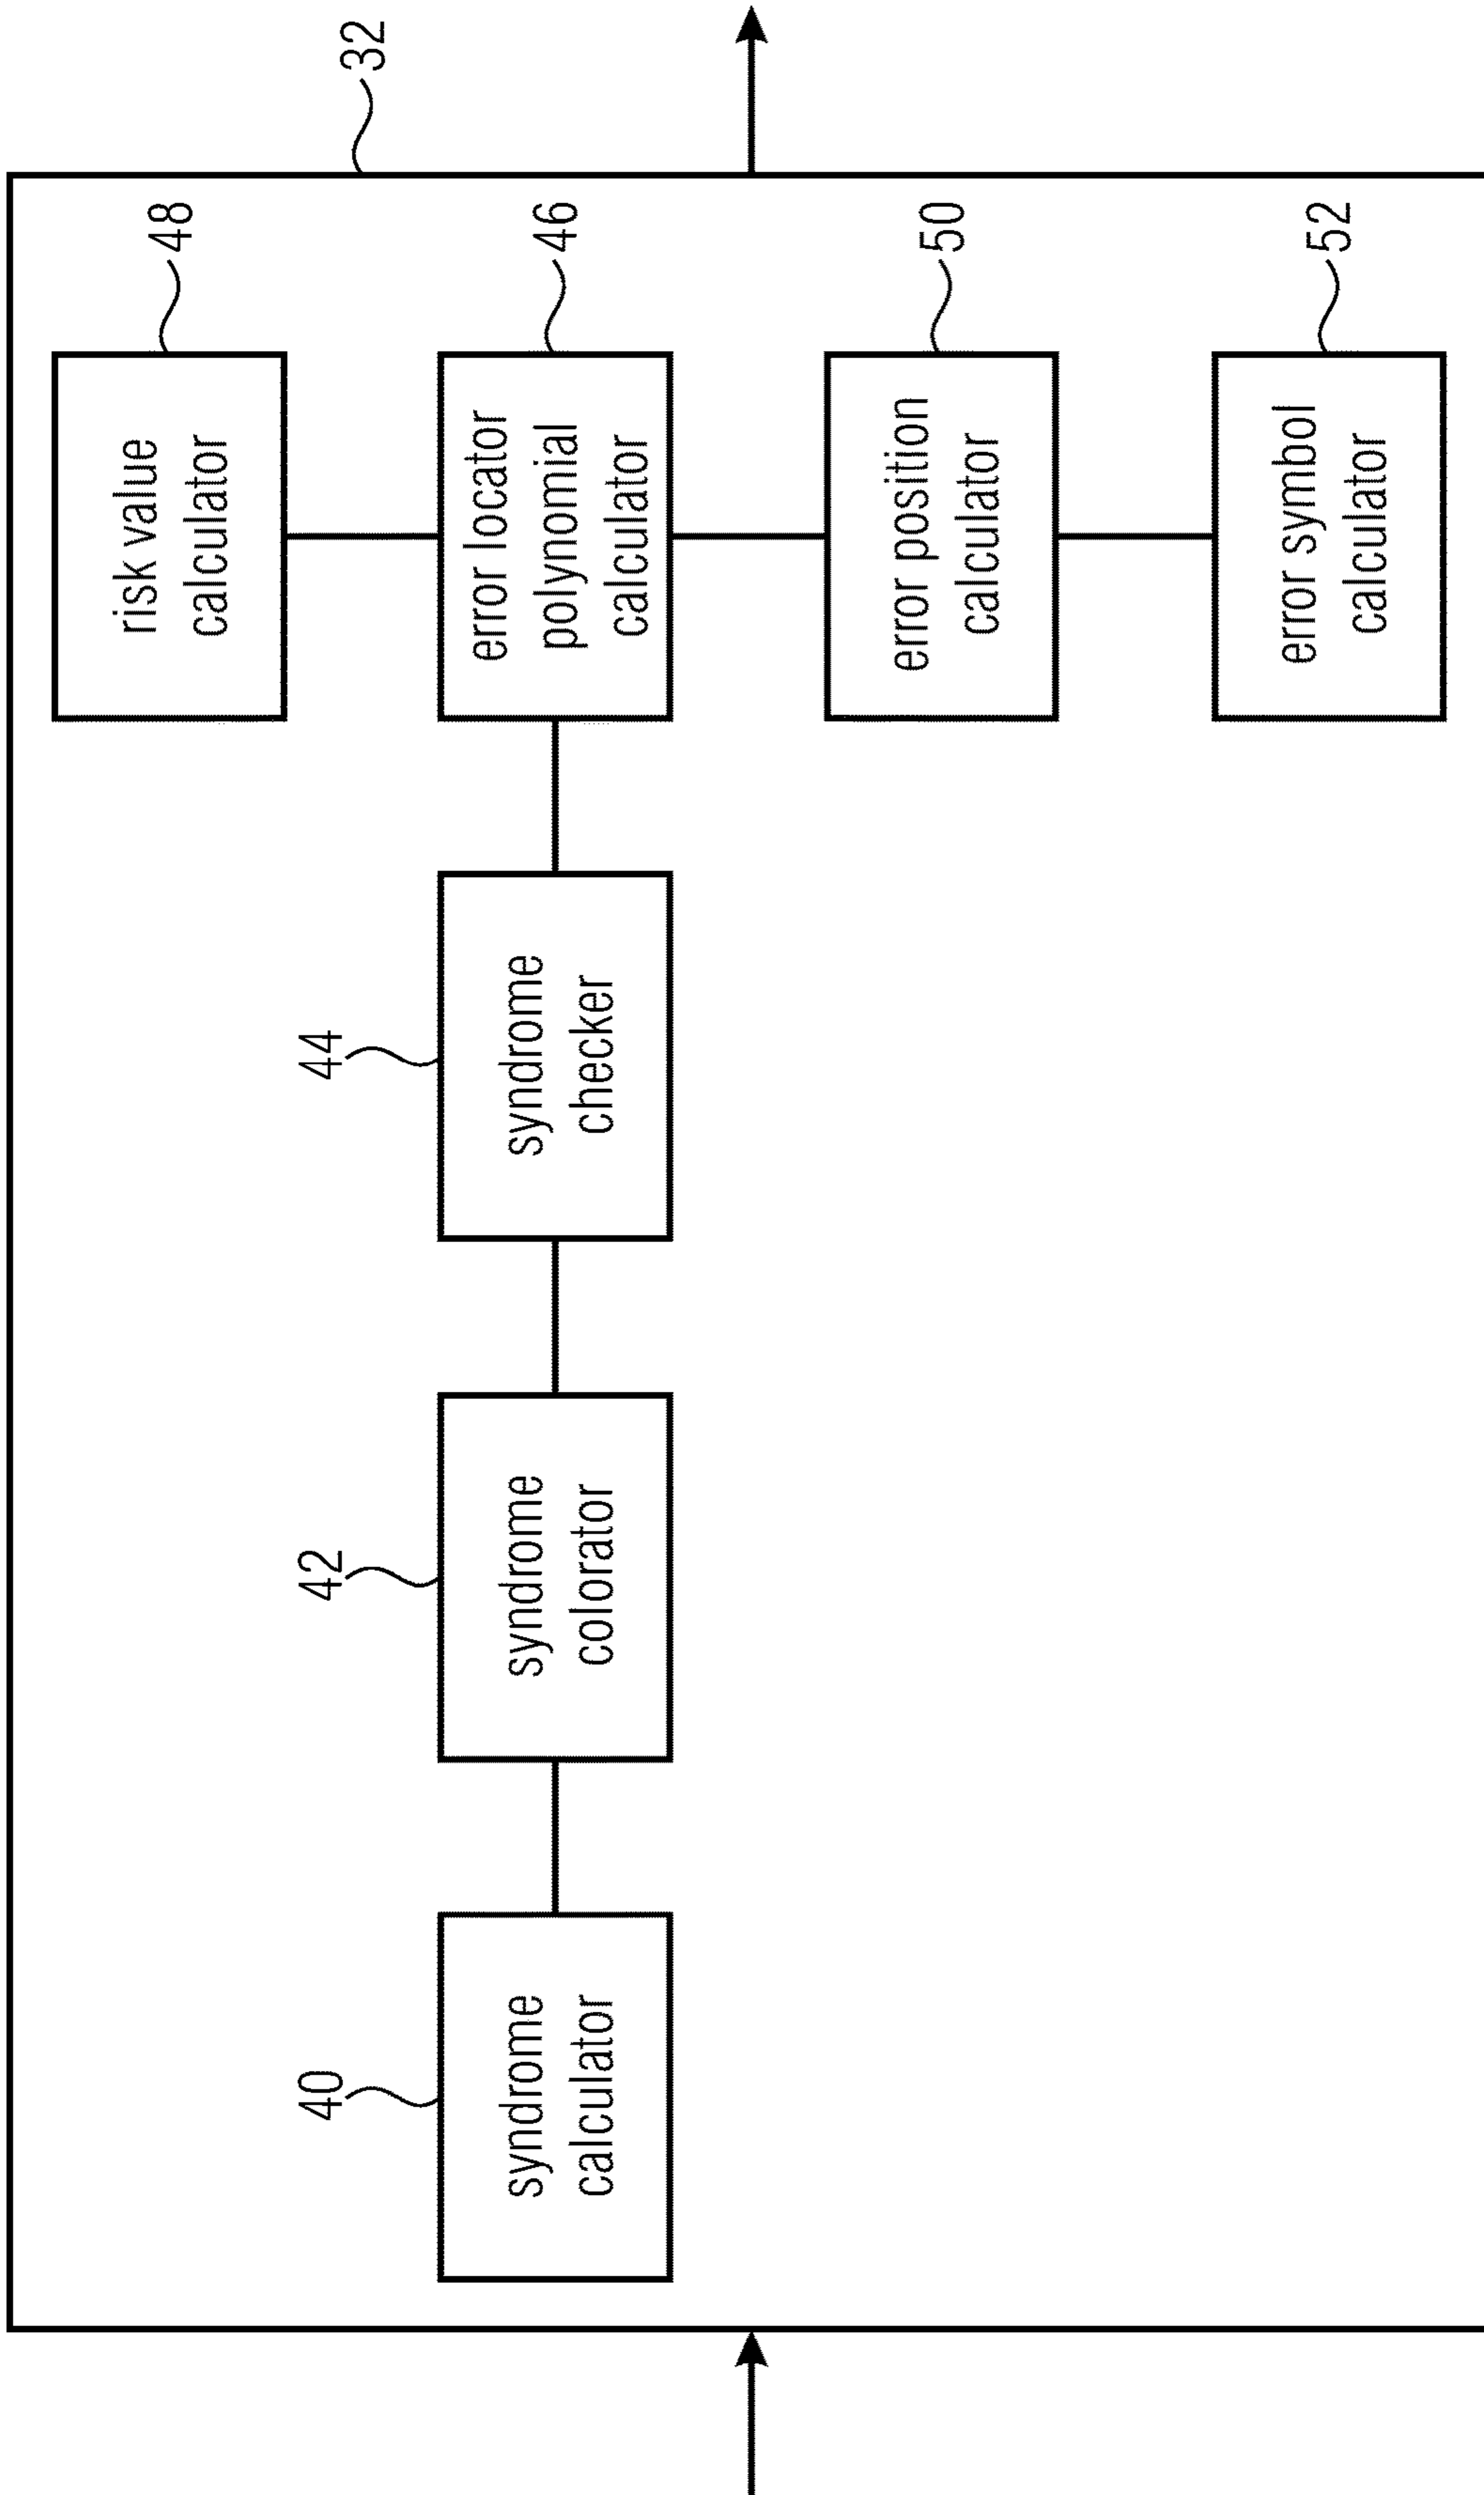 32
48
risk value
calculator
40
syndrome
calculator
42
syndrome
colorator
44
syndrome
checker
46
error locator
polynomial
calculator
50
error position
calculator
52
error symbol
calculator